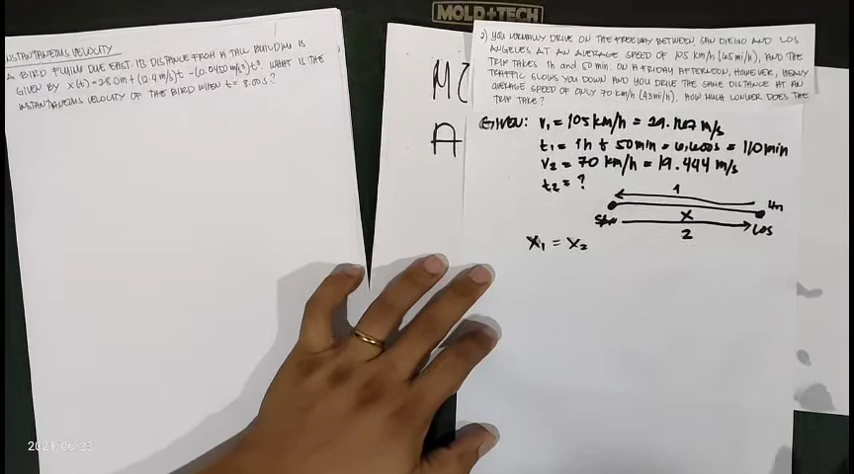 INSTANTANEOUS VELOCITY
A BIRD FLYING DUE EAST. ITS DISTANCE FROM A TALL BUILDING IS
GIVEN BY X(t) = 28.0m + (12.4 m/s)t - (0.0450 m/s³)t³. WHAT IS THE
INSTANTANEOUS VELOCITY OF THE BIRD WHEN t = 8.00s?
MOLD+TECH
2) YOU NORMALLY DRIVE ON THE FREEWAY BETWEEN SAN DIEGO AND LOS
ANGELES AT AN AVERAGE SPEED OF 105 km/h (65mi/h), AND THE
TRIP TAKES 1h and 50 min. ON A FRIDAY AFTERNOON, HOWEVER, HEAVY
TRAFFIC SLOWS YOU DOWN AND YOU DRIVE THE SAME DISTANCE AT AN
AVERAGE SPEED OF ONLY 70 km/h (43mi/h). HOW MUCH LONGER DOES THE
TRIP TAKE?
A
GIVEN: V₁ = 105 km/h = 29.167 m/s
t₁ = 1h + 50min = 6,600s = 110min
V₂ = 70 km/h = 19.444 m/s
t₂ = ?
1
X
LOS
2
X₁ = X₂
2021/06/23